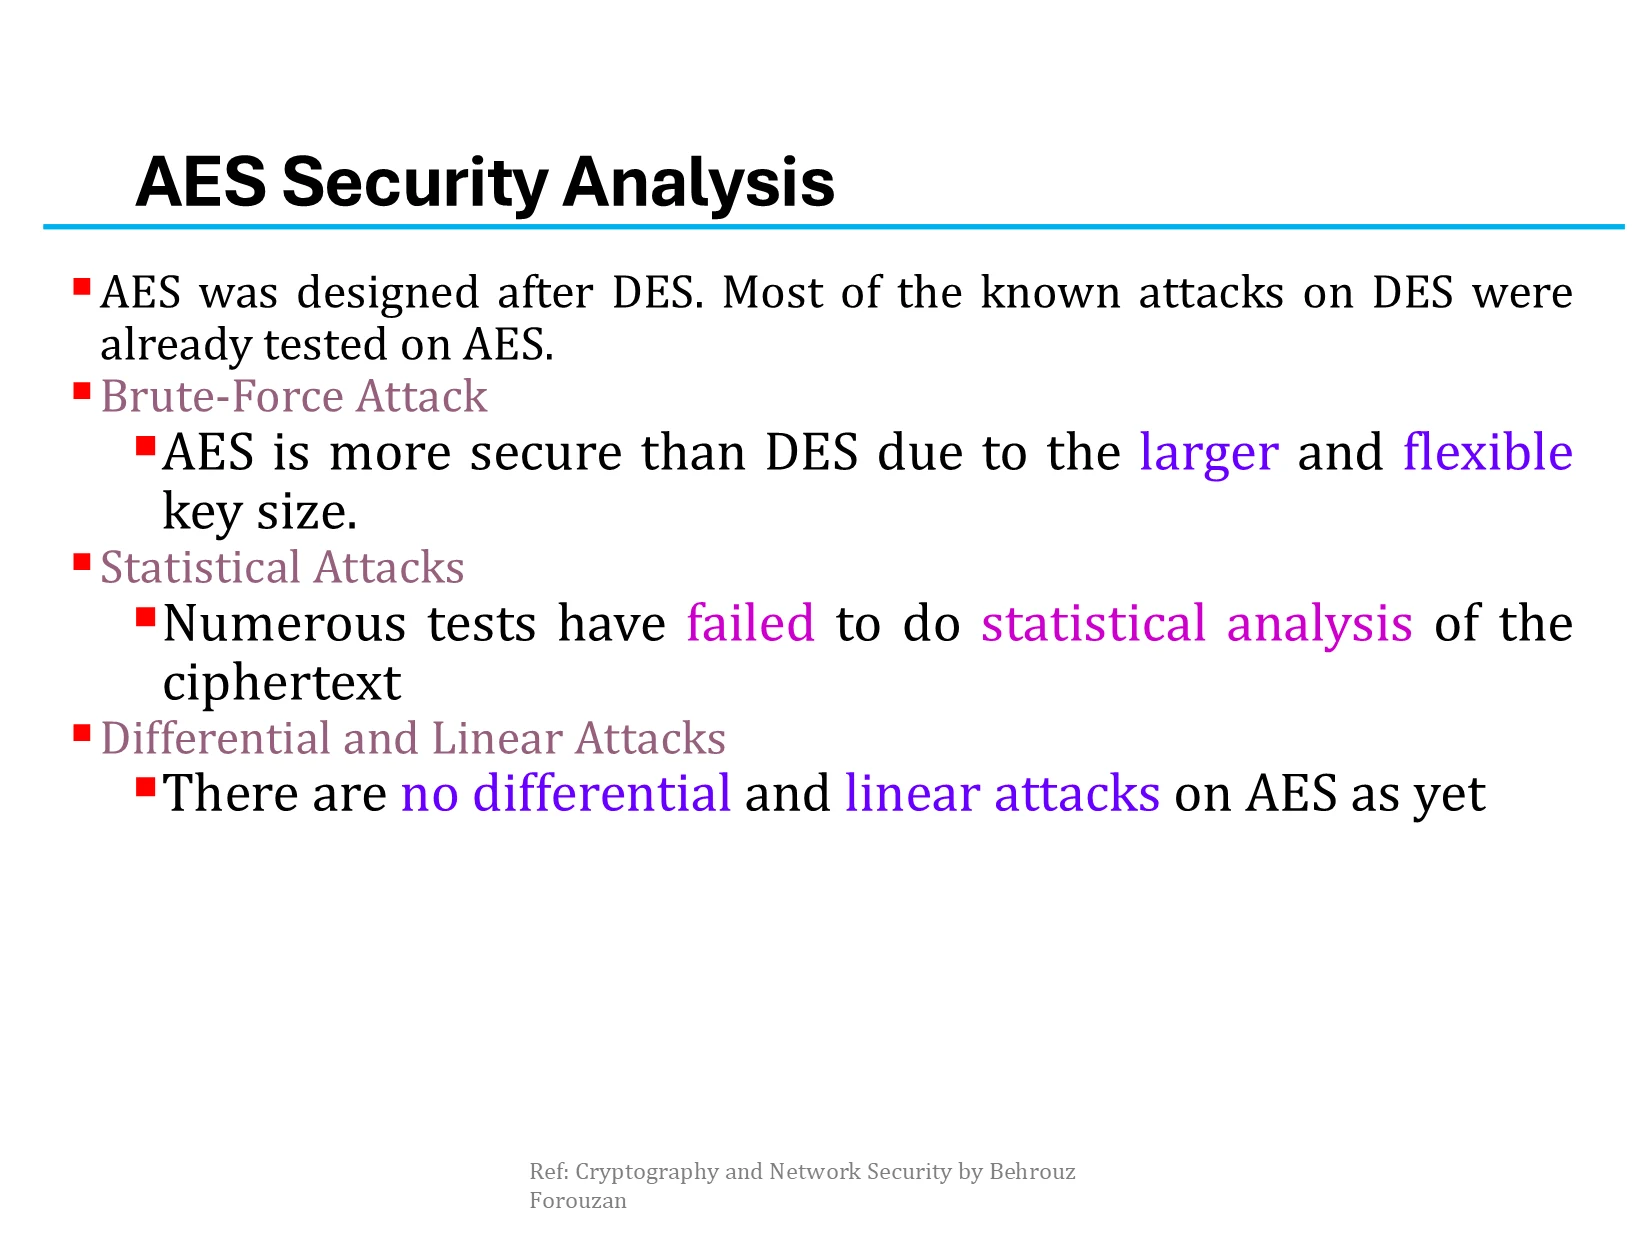 AES Security Analysis
AES was designed after DES. Most of the known attacks on DES were
already tested on AES.
Brute-Force Attack
AES is more secure than DES due to the larger and flexible
key size.
Statistical Attacks
Numerous tests have failed to do statistical analysis of the
ciphertext
Differential and Linear Attacks
There are no differential and linear attacks on AES as yet
Ref: Cryptography and Network Security by Behrouz
Forouzan